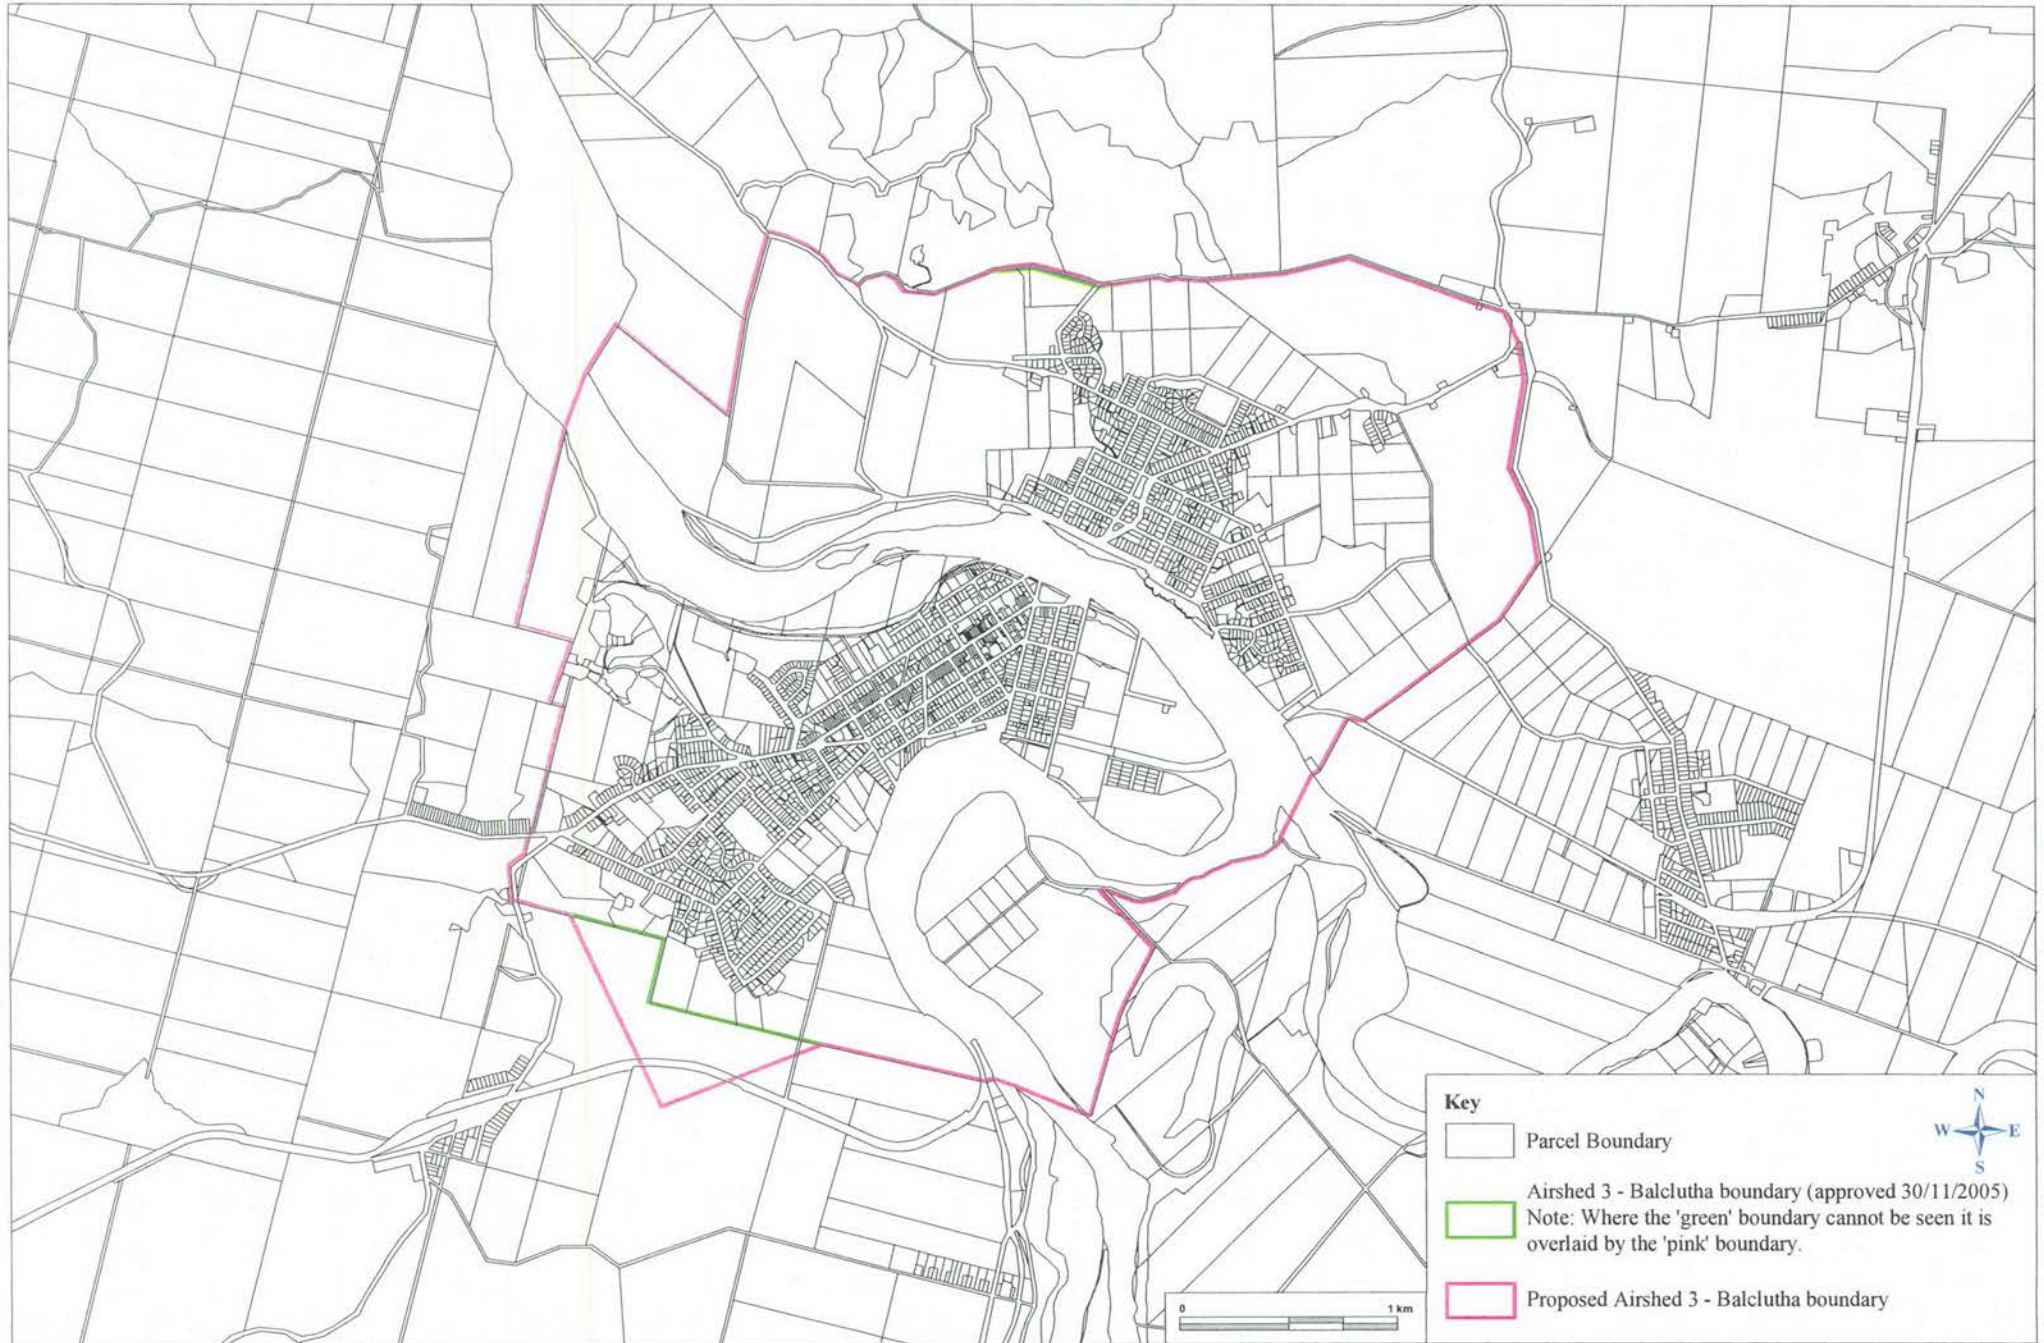 Key
N
W E
S
Parcel Boundary
Airshed 3 - Balclutha boundary (approved 30/11/2005)
Note: Where the 'green' boundary cannot be seen it is
overlaid by the 'pink' boundary.
Proposed Airshed 3 - Balclutha boundary
0 1 km